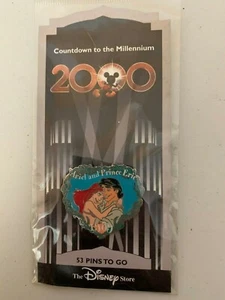 Countdown to the Millennium
2000
Ariel and Prince Eric
53 PINS TO GO
The Disney Store